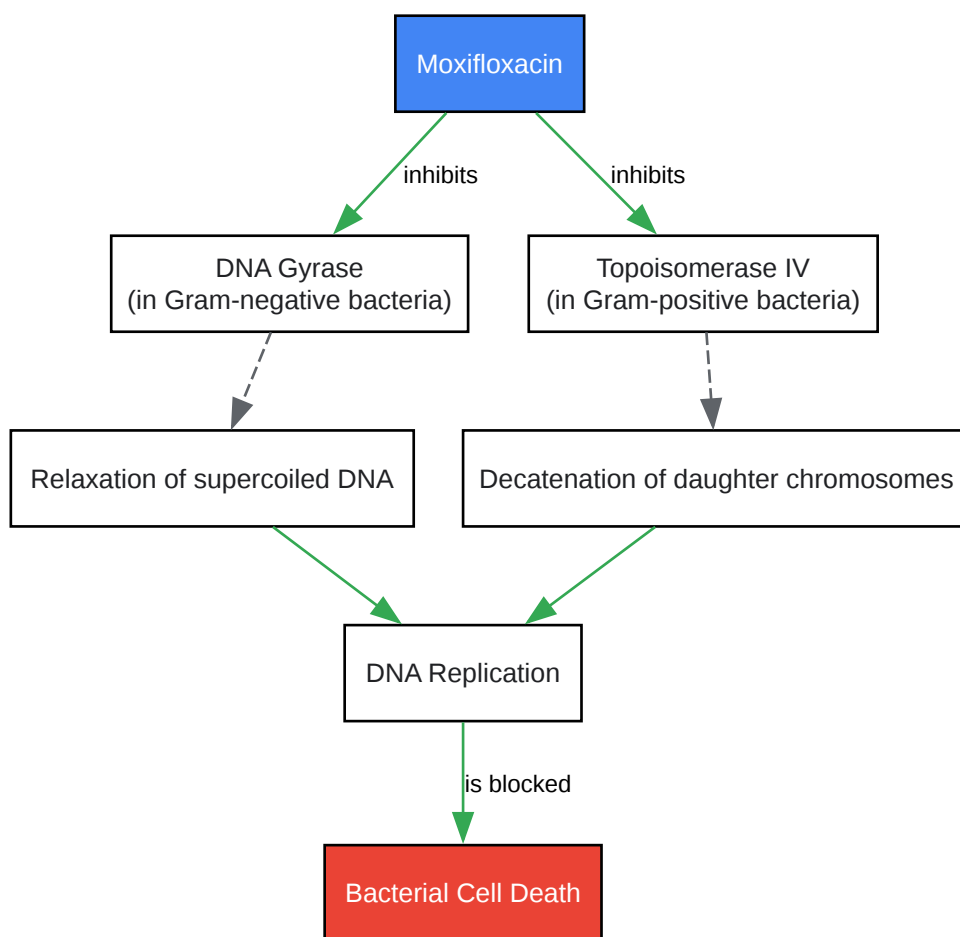 Moxifloxacin
inhibits
inhibits
DNA Gyrase
(in Gram-negative bacteria)
Topoisomerase IV
(in Gram-positive bacteria)
Relaxation of supercoiled DNA
Decatenation of daughter chromosomes
DNA Replication
is blocked
Bacterial Cell Death